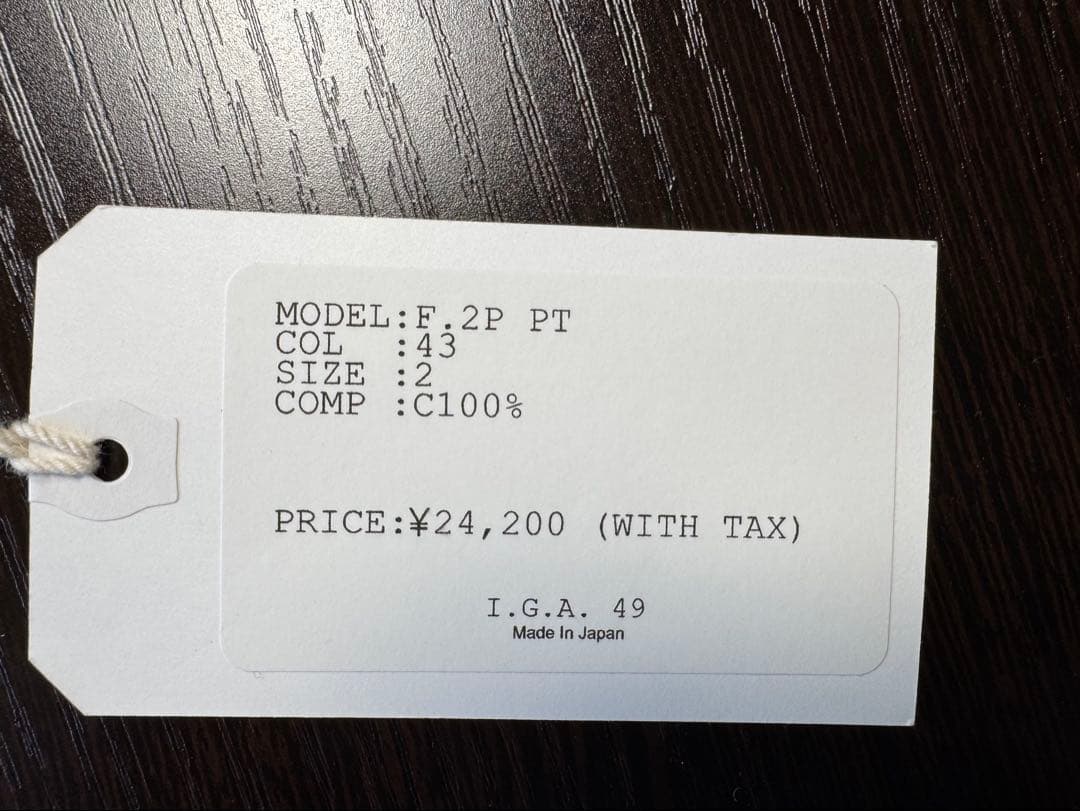 MODEL:F.2P PT
COL  :43
SIZE :2
COMP :C100%
PRICE:¥24,200 (WITH TAX)
I.G.A. 49
Made In Japan